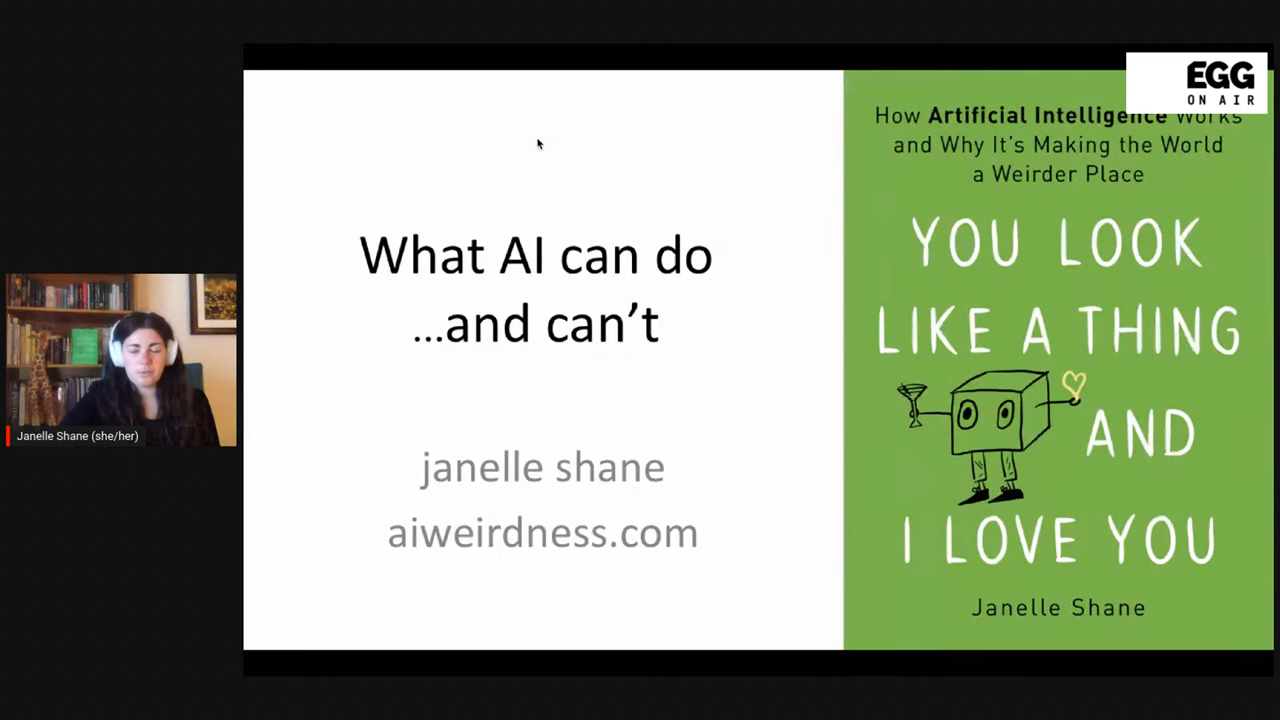 EGG
ON AIR
How Artificial Intelligence Works
and Why It's Making the World
a Weirder Place
What AI can do
...and can't
YOU LOOK
LIKE A THING
AND
I LOVE YOU
Janelle Shane
janelle shane
aiweirdness.com
Janelle Shane (she/her)